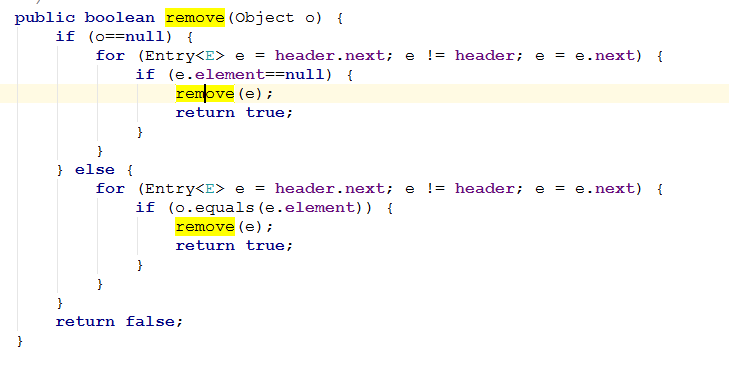 public boolean remove(Object o) {
    if (o==null) {
        for (Entry<E> e = header.next; e != header; e = e.next) {
            if (e.element==null) {
                remove(e);
                return true;
            }
        }
    } else {
        for (Entry<E> e = header.next; e != header; e = e.next) {
            if (o.equals(e.element)) {
                remove(e);
                return true;
            }
        }
    }
    return false;
}